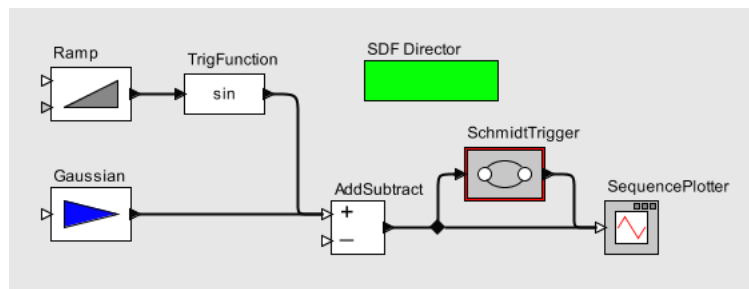 Ramp
TrigFunction
sin
SDF Director
SchmidtTrigger
Gaussian
AddSubtract
+
−
SequencePlotter